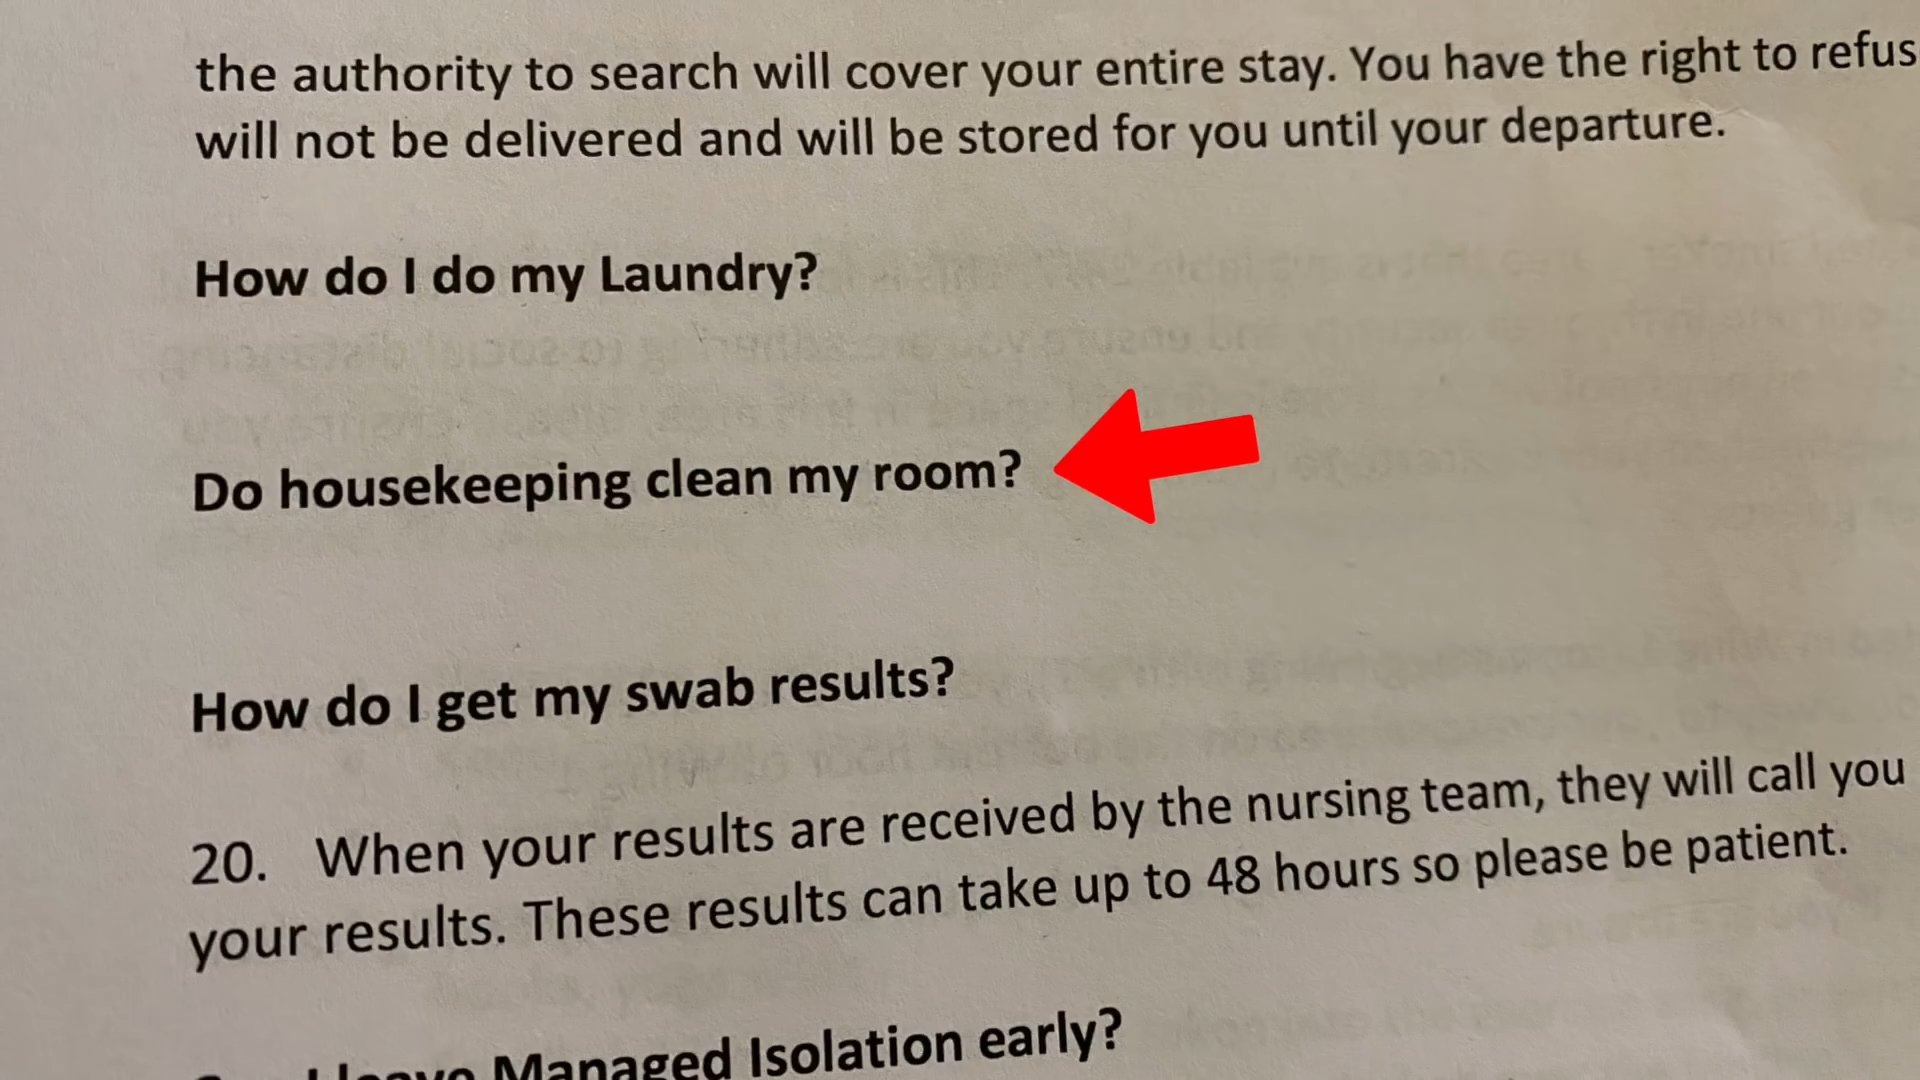 the authority to search will cover your entire stay. You have the right to refus
will not be delivered and will be stored for you until your departure.
How do I do my Laundry?
Do housekeeping clean my room?
How do I get my swab results?
20. When your results are received by the nursing team, they will call you
your results. These results can take up to 48 hours so please be patient.
leave Managed Isolation early?